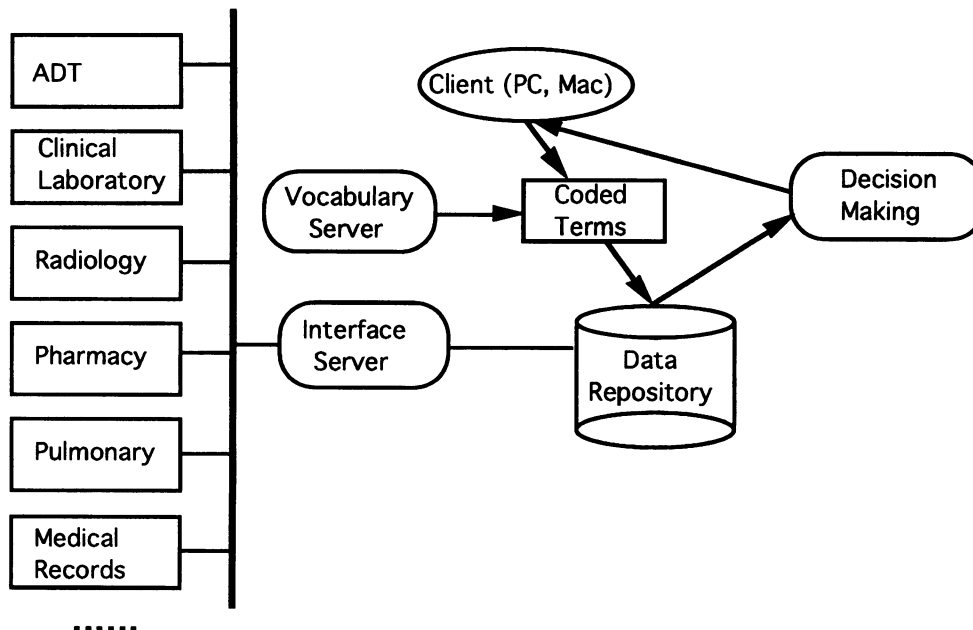 ADT
Clinical
Laboratory
Radiology
Pharmacy
Pulmonary
Medical
Records
Client (PC, Mac)
Vocabulary
Server
Coded
Terms
Decision
Making
Interface
Server
Data
Repository
......